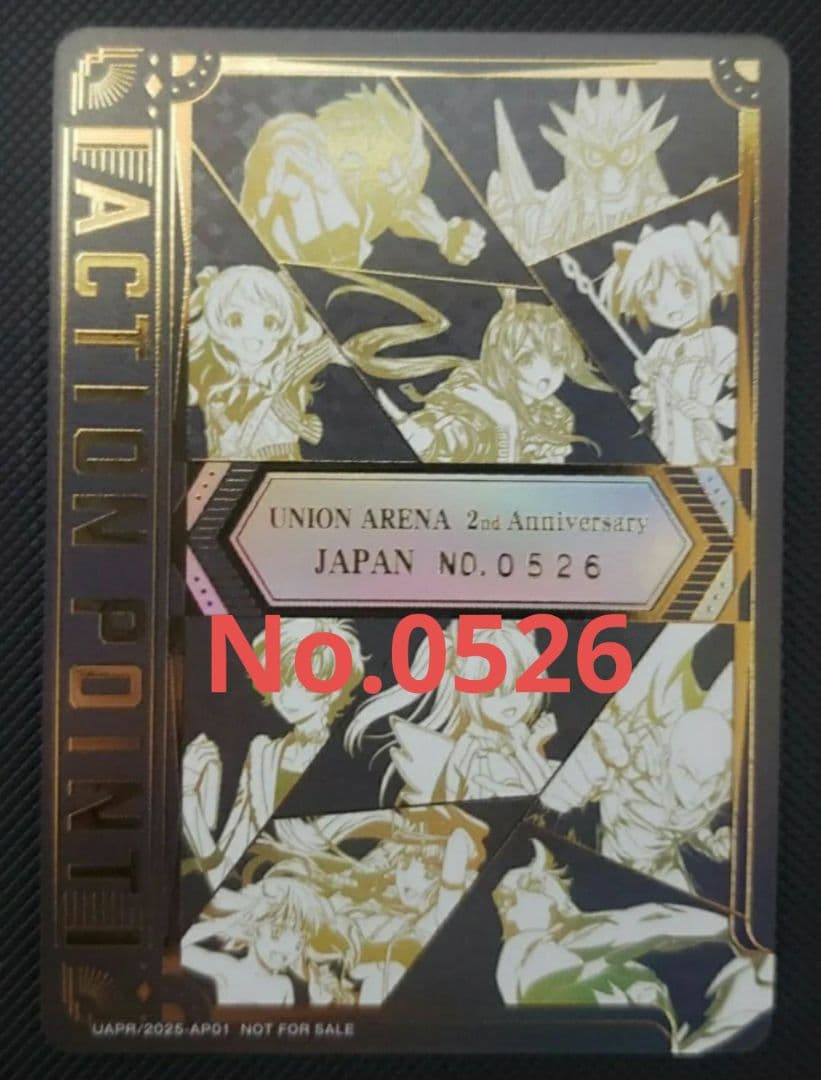 ACTION POINT
UNION ARENA 2nd Anniversary
JAPAN NO.0526
No.0526
UAPR/2025-AP01 NOT FOR SALE